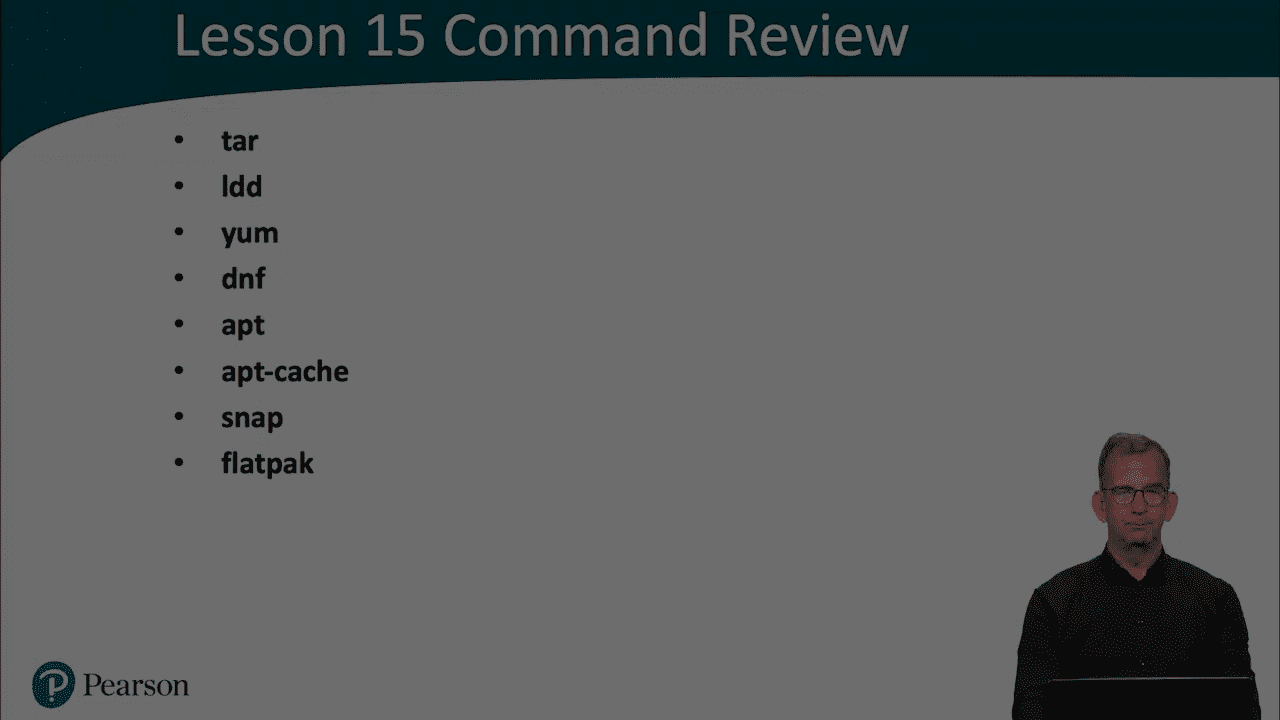 Lesson 15 Command Review
• tar
• ldd
• yum
• dnf
• apt
• apt-cache
• snap
• flatpak
Pearson